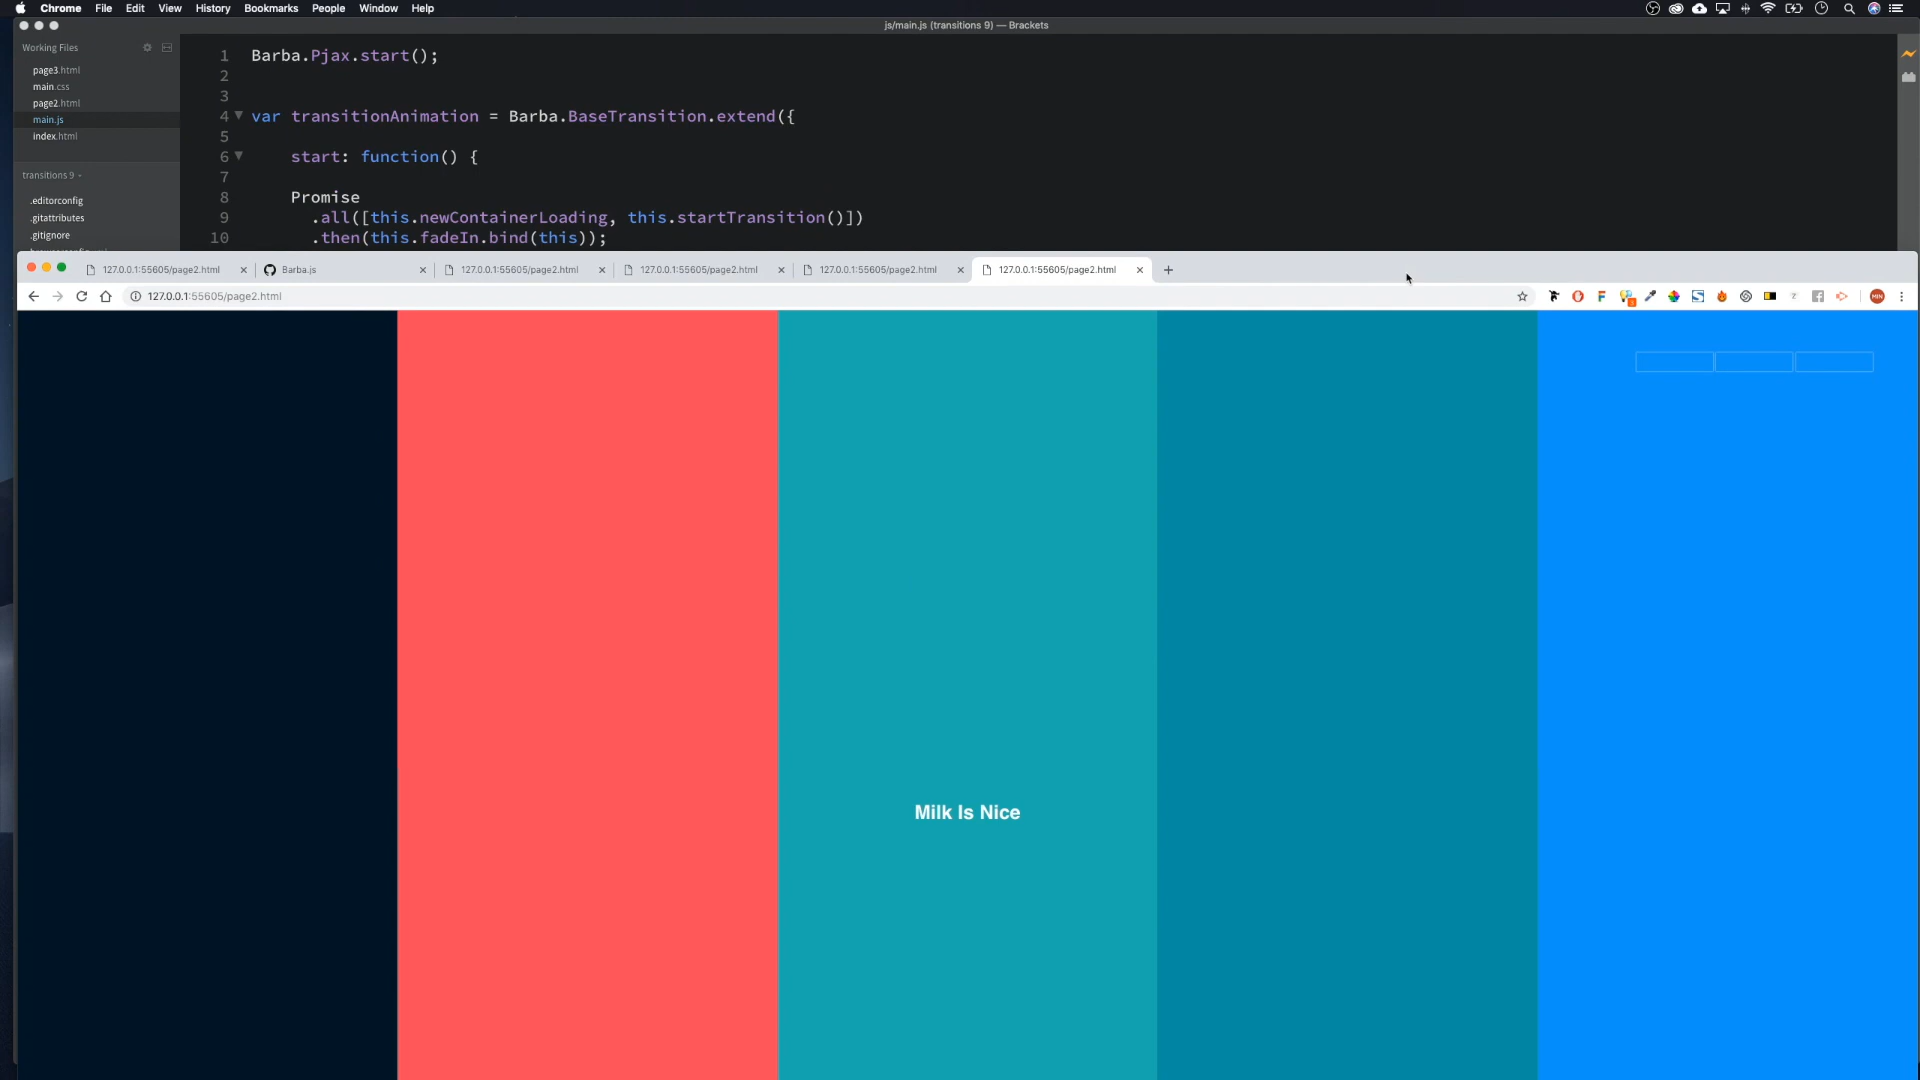 Chrome File Edit View History Bookmarks People Window Help
js/main.js (transitions 9) — Brackets
Working Files
page3.html
main.css
page2.html
main.js
index.html
transitions 9
.editorconfig
.gitattributes
.gitignore
1 Barba.Pjax.start();
2
3
4 var transitionAnimation = Barba.BaseTransition.extend({
5
6 start: function() {
7
8 Promise
9 .all([this.newContainerLoading, this.startTransition()])
10 .then(this.fadeIn.bind(this));
127.0.0.1:55605/page2.html Barba.js 127.0.0.1:55605/page2.html 127.0.0.1:55605/page2.html 127.0.0.1:55605/page2.html 127.0.0.1:55605/page2.html
127.0.0.1:55605/page2.html
Milk Is Nice